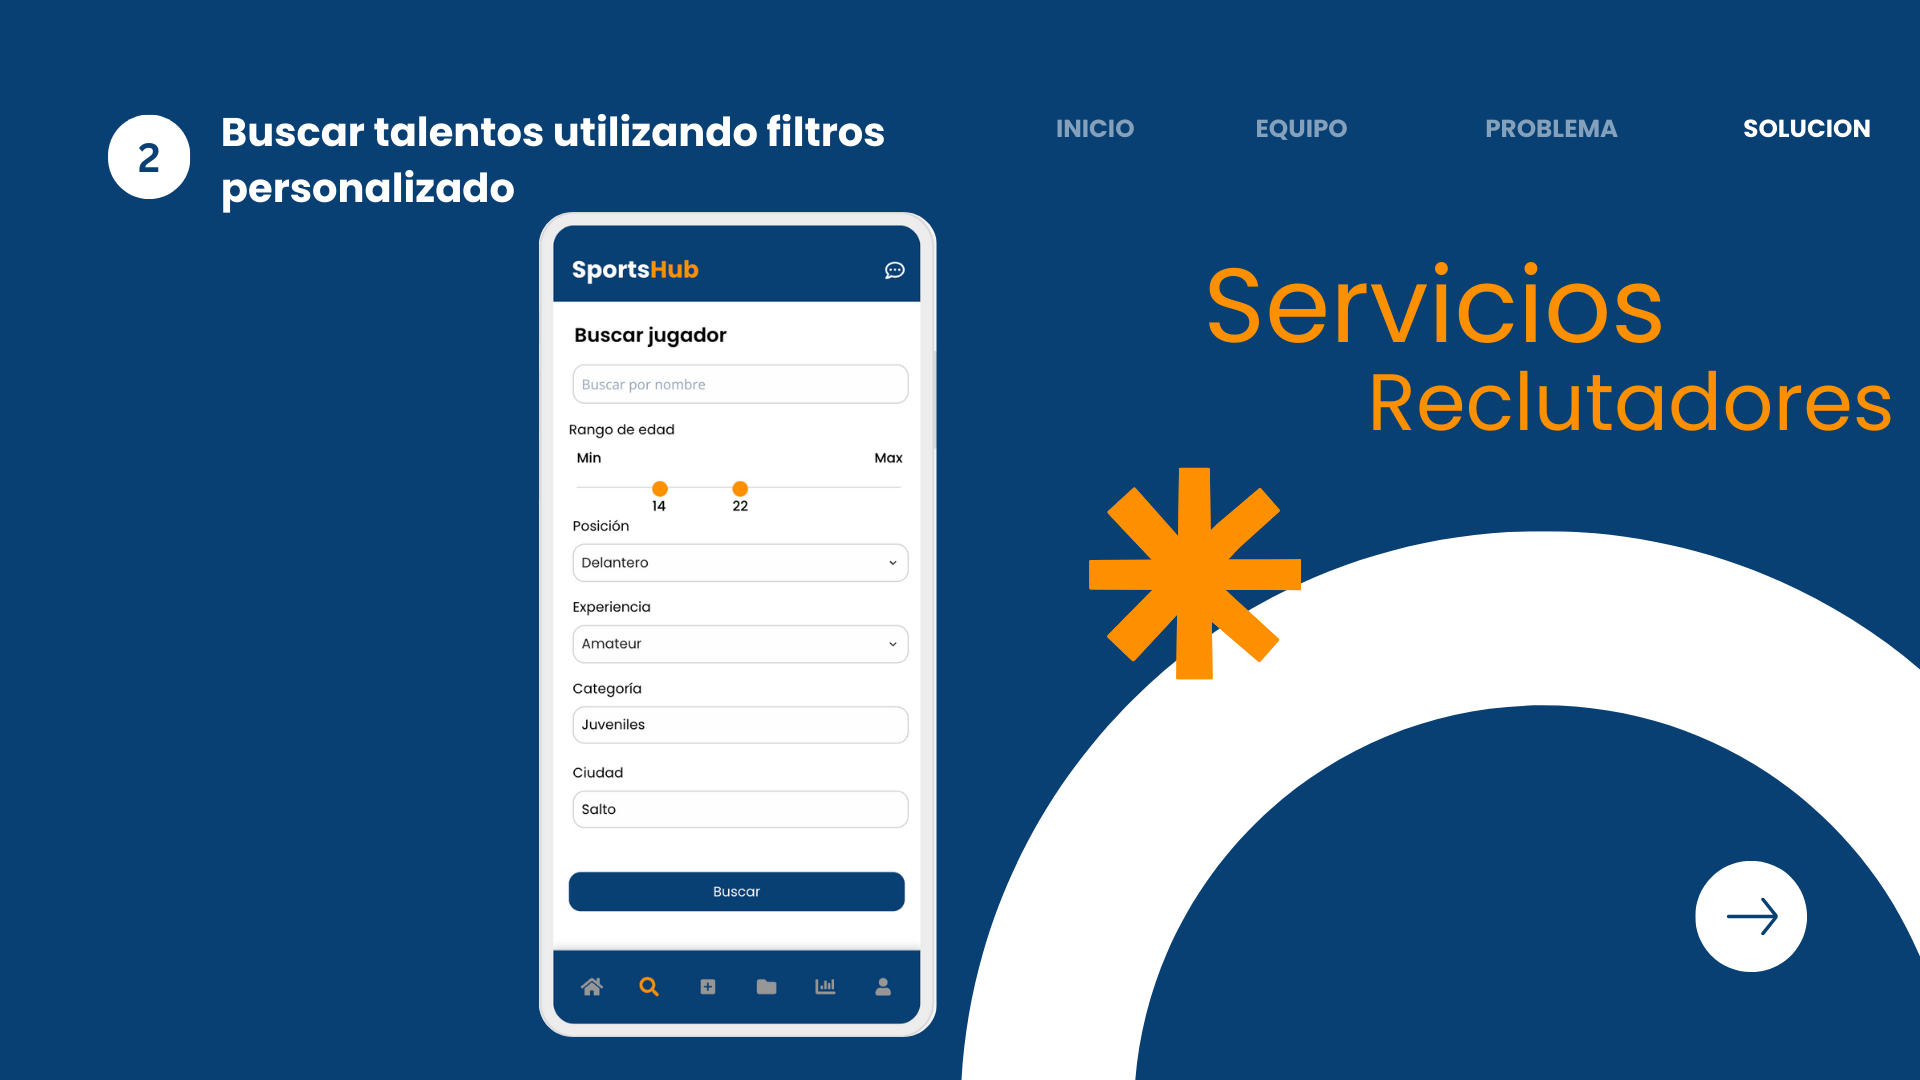 2
Buscar talentos utilizando filtros
personalizado
INICIO
EQUIPO
PROBLEMA
SOLUCION
Servicios
Reclutadores
SportsHub
Buscar jugador
Buscar por nombre
Rango de edad
Min Max
14 22
Posición
Delantero
Experiencia
Amateur
Categoría
Juveniles
Ciudad
Salto
Buscar